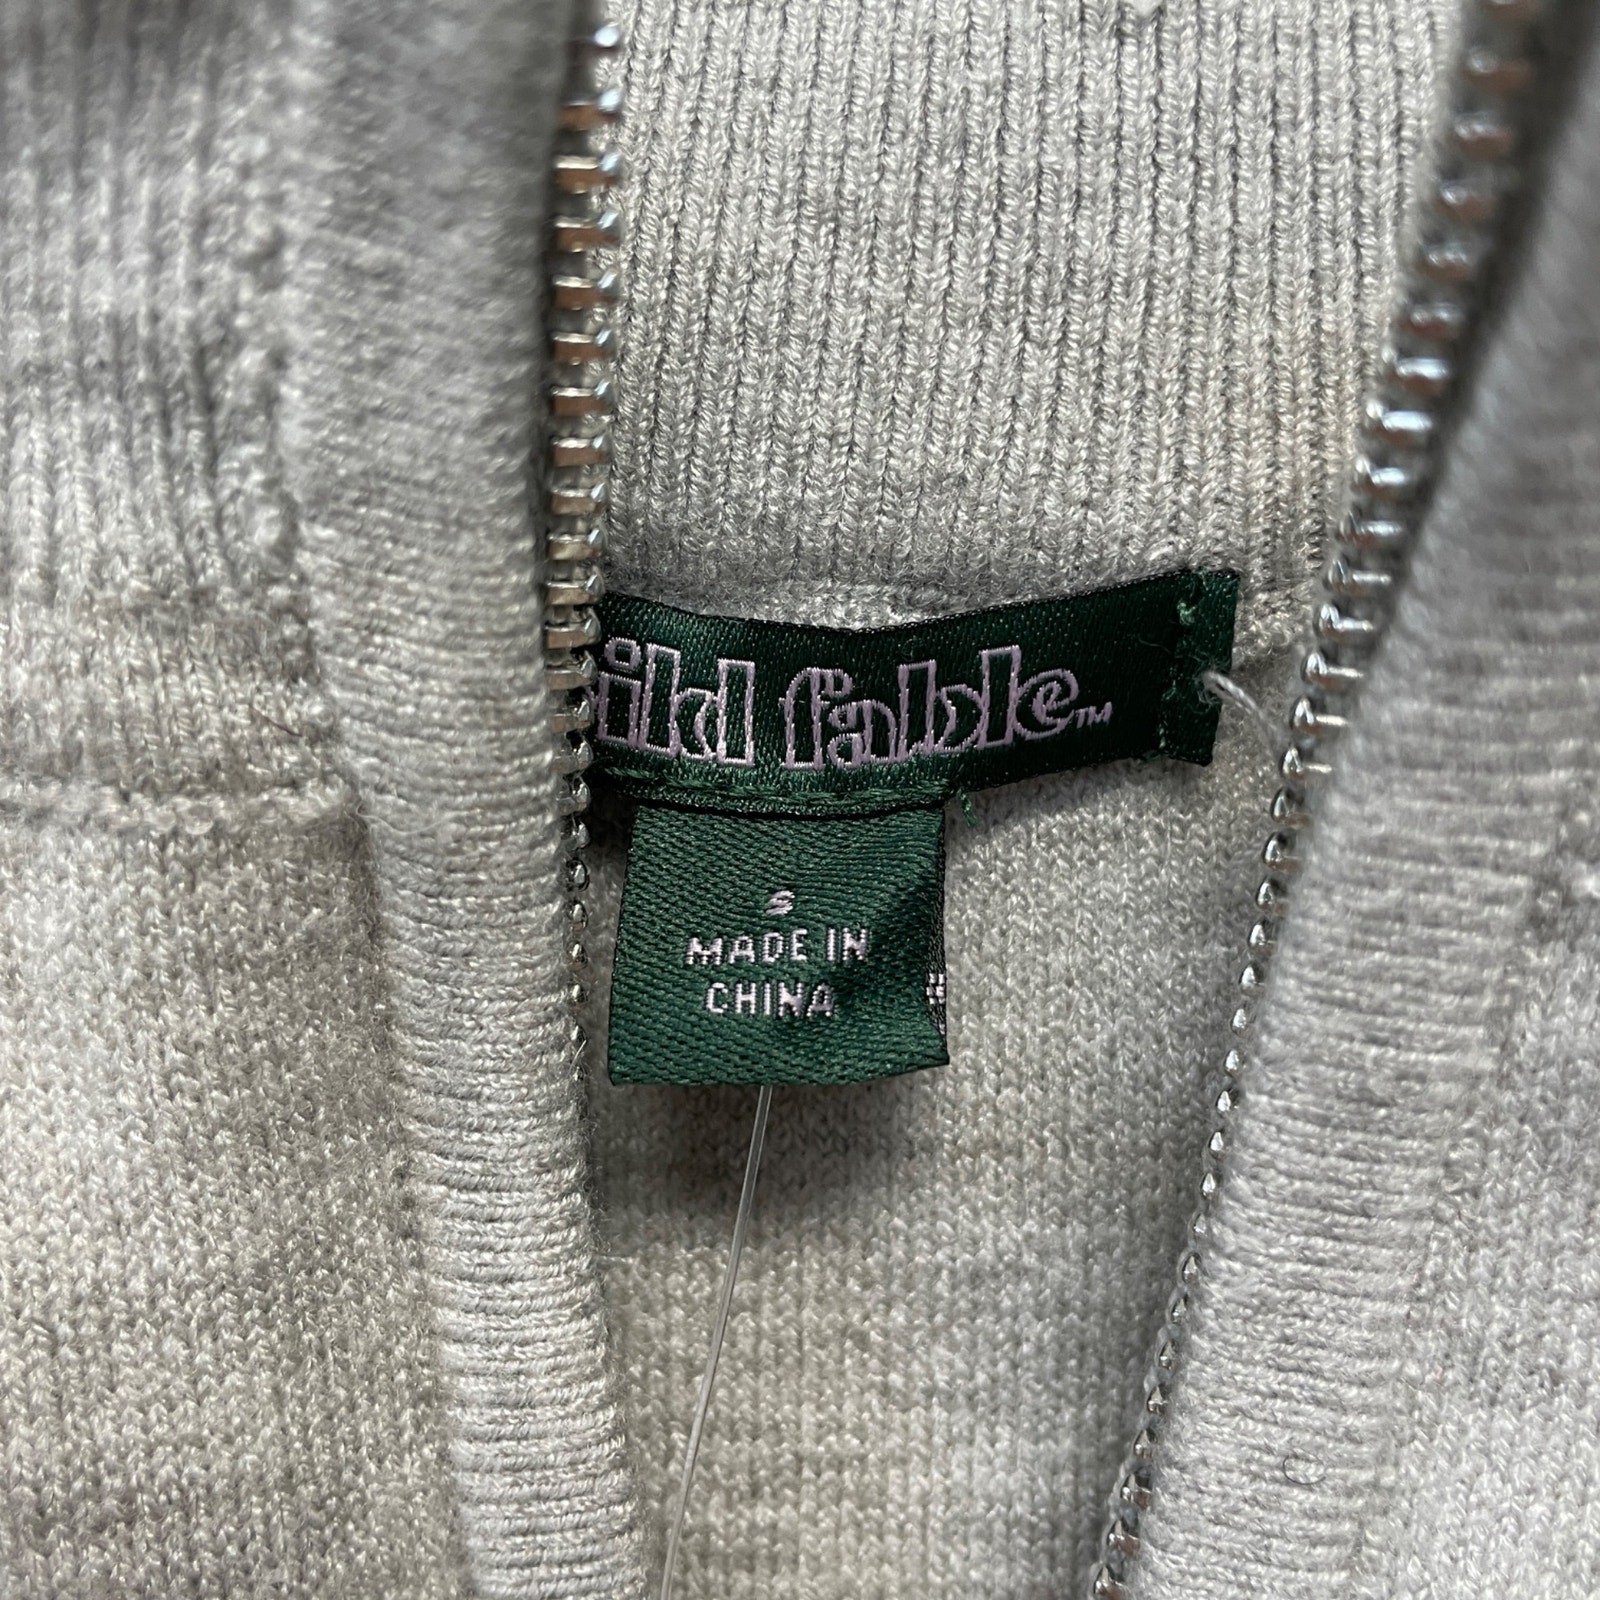 ild fable™
S
MADE IN
CHINA
#